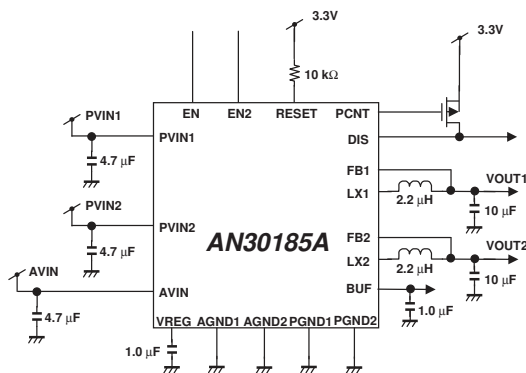 3.3V
3.3V
10 kΩ
EN
EN2
RESET
PCNT
PVIN1
PVIN1
DIS
4.7 µF
FB1
VOUT1
LX1
2.2 µH
10 µF
PVIN2
PVIN2
4.7 µF
AN30185A
FB2
VOUT2
LX2
2.2 µH
10 µF
AVIN
AVIN
BUF
4.7 µF
1.0 µF
VREG
AGND1
AGND2
PGND1
PGND2
1.0 µF